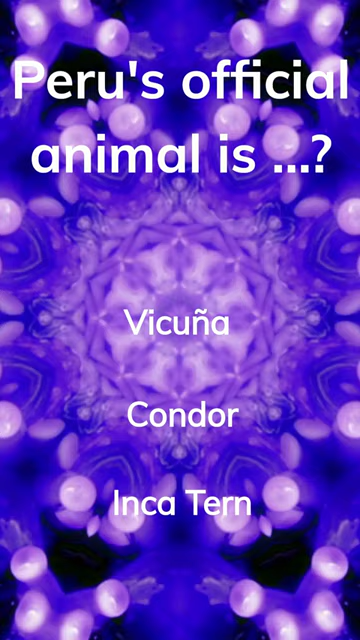 Peru's official
animal is ...?
Vicuña
Condor
Inca Tern